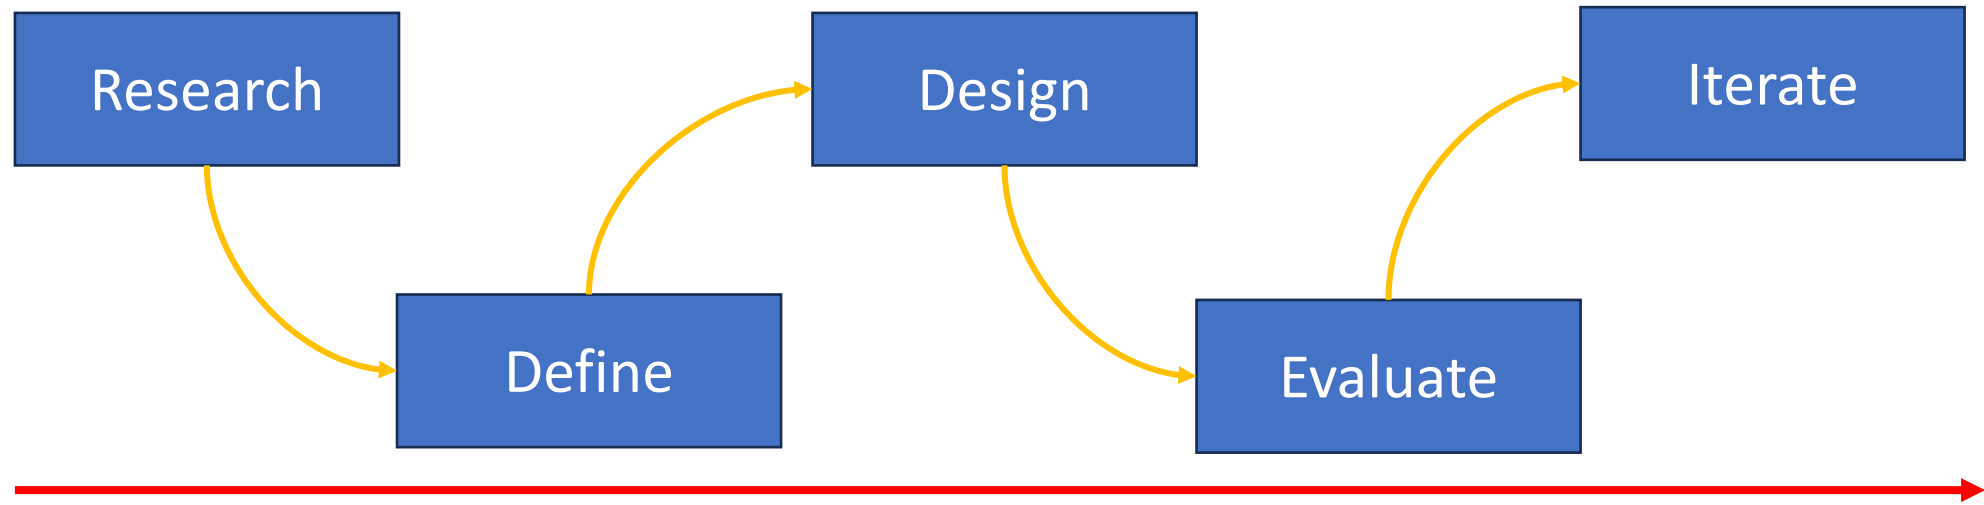 Research
Define
Design
Evaluate
Iterate